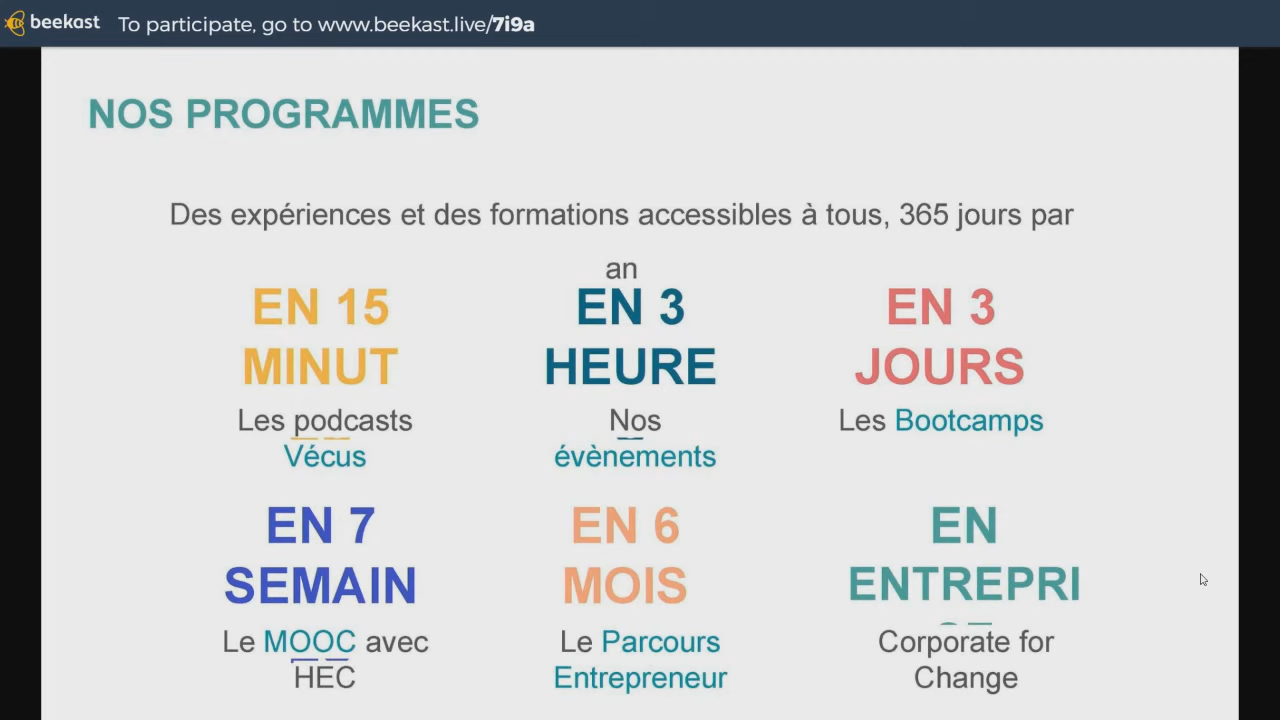 beekast To participate, go to www.beekast.live/7i9a
NOS PROGRAMMES
Des expériences et des formations accessibles à tous, 365 jours par
an
EN 15
MINUT
Les podcasts
Vécus
EN 3
HEURE
Nos
évènements
EN 3
JOURS
Les Bootcamps
EN 7
SEMAIN
Le MOOC avec
HEC
EN 6
MOIS
Le Parcours
Entrepreneur
EN
ENTREPRI
Corporate for
Change